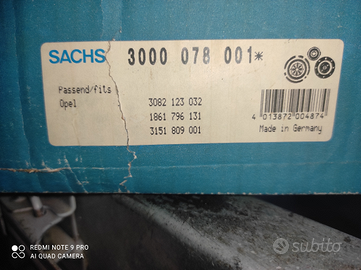 SACHS 3000 078 001*
Passend/fits
Opel 3082 123 032
1861 796 131
3151 809 001
4 013872 004874
Made in Germany
REDMI NOTE 9 PRO
AI QUAD CAMERA
subito